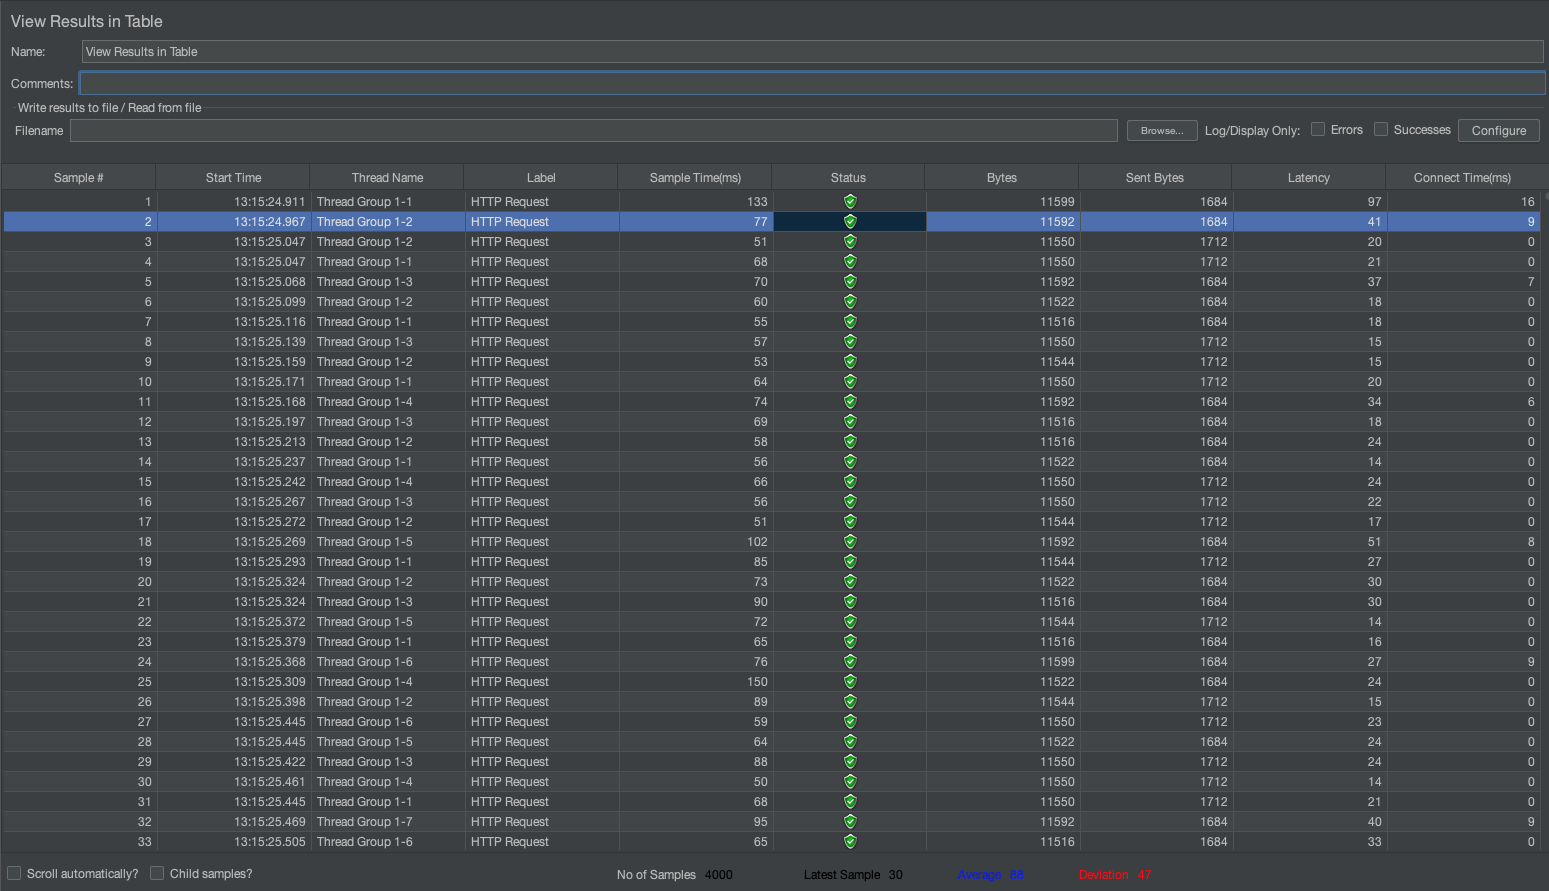 View Results in Table
Name: View Results in Table
Comments:
Write results to file / Read from file
Filename Browse... Log/Display Only: Errors Successes Configure
Sample # Start Time Thread Name Label Sample Time(ms) Status Bytes Sent Bytes Latency Connect Time(ms)
1 13:15:24.911 Thread Group 1-1 HTTP Request 133 11599 1684 97 16
2 13:15:24.967 Thread Group 1-2 HTTP Request 77 11592 1684 41 9
3 13:15:25.047 Thread Group 1-2 HTTP Request 51 11550 1712 20 0
4 13:15:25.047 Thread Group 1-1 HTTP Request 68 11550 1712 21 0
5 13:15:25.068 Thread Group 1-3 HTTP Request 70 11592 1684 37 7
6 13:15:25.099 Thread Group 1-2 HTTP Request 60 11522 1684 18 0
7 13:15:25.116 Thread Group 1-1 HTTP Request 55 11516 1684 18 0
8 13:15:25.139 Thread Group 1-3 HTTP Request 57 11550 1712 15 0
9 13:15:25.159 Thread Group 1-2 HTTP Request 53 11544 1712 15 0
10 13:15:25.171 Thread Group 1-1 HTTP Request 64 11550 1712 20 0
11 13:15:25.168 Thread Group 1-4 HTTP Request 74 11592 1684 34 6
12 13:15:25.197 Thread Group 1-3 HTTP Request 69 11516 1684 18 0
13 13:15:25.213 Thread Group 1-2 HTTP Request 58 11516 1684 24 0
14 13:15:25.237 Thread Group 1-1 HTTP Request 56 11522 1684 14 0
15 13:15:25.242 Thread Group 1-4 HTTP Request 66 11550 1712 24 0
16 13:15:25.267 Thread Group 1-3 HTTP Request 56 11550 1712 22 0
17 13:15:25.272 Thread Group 1-2 HTTP Request 51 11544 1712 17 0
18 13:15:25.269 Thread Group 1-5 HTTP Request 102 11592 1684 51 8
19 13:15:25.293 Thread Group 1-1 HTTP Request 85 11544 1712 27 0
20 13:15:25.324 Thread Group 1-2 HTTP Request 73 11522 1684 30 0
21 13:15:25.324 Thread Group 1-3 HTTP Request 90 11516 1684 30 0
22 13:15:25.372 Thread Group 1-5 HTTP Request 72 11544 1712 14 0
23 13:15:25.379 Thread Group 1-1 HTTP Request 65 11516 1684 16 0
24 13:15:25.368 Thread Group 1-6 HTTP Request 76 11599 1684 27 9
25 13:15:25.309 Thread Group 1-4 HTTP Request 150 11522 1684 24 0
26 13:15:25.398 Thread Group 1-2 HTTP Request 89 11544 1712 15 0
27 13:15:25.445 Thread Group 1-6 HTTP Request 59 11550 1712 23 0
28 13:15:25.445 Thread Group 1-5 HTTP Request 64 11522 1684 24 0
29 13:15:25.422 Thread Group 1-3 HTTP Request 88 11550 1712 24 0
30 13:15:25.461 Thread Group 1-4 HTTP Request 50 11550 1712 14 0
31 13:15:25.445 Thread Group 1-1 HTTP Request 68 11550 1712 21 0
32 13:15:25.469 Thread Group 1-7 HTTP Request 95 11592 1684 40 9
33 13:15:25.505 Thread Group 1-6 HTTP Request 65 11516 1684 33 0
Scroll automatically? Child samples? No of Samples 4000 Latest Sample 30 Average 88 Deviation 47